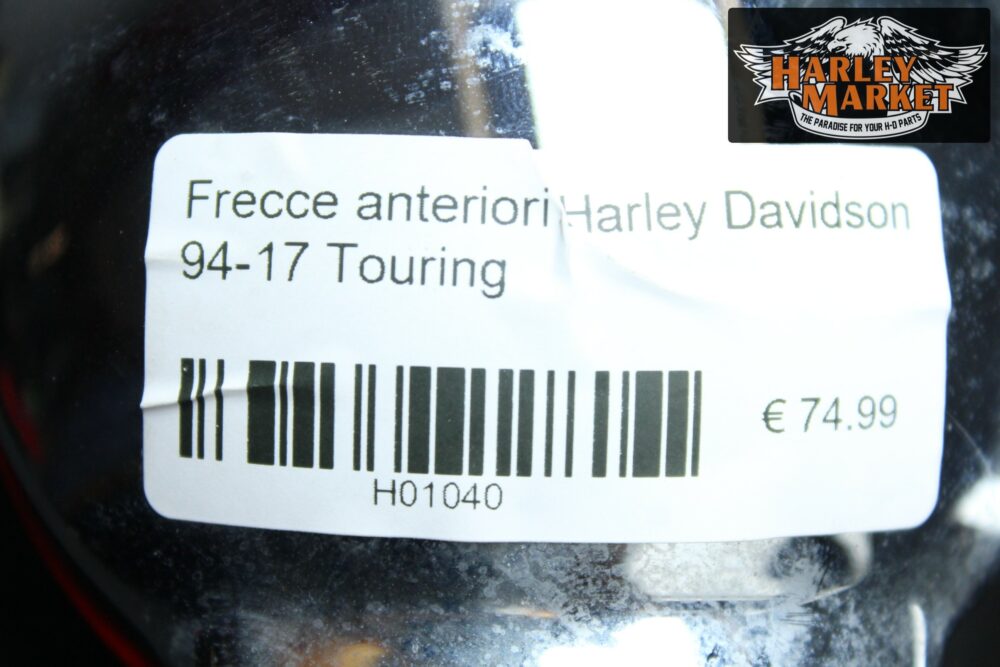 HARLEY
MARKET
THE PARADISE FOR YOUR H-D PARTS
Frecce anteriori Harley Davidson
94-17 Touring
€ 74.99
H01040